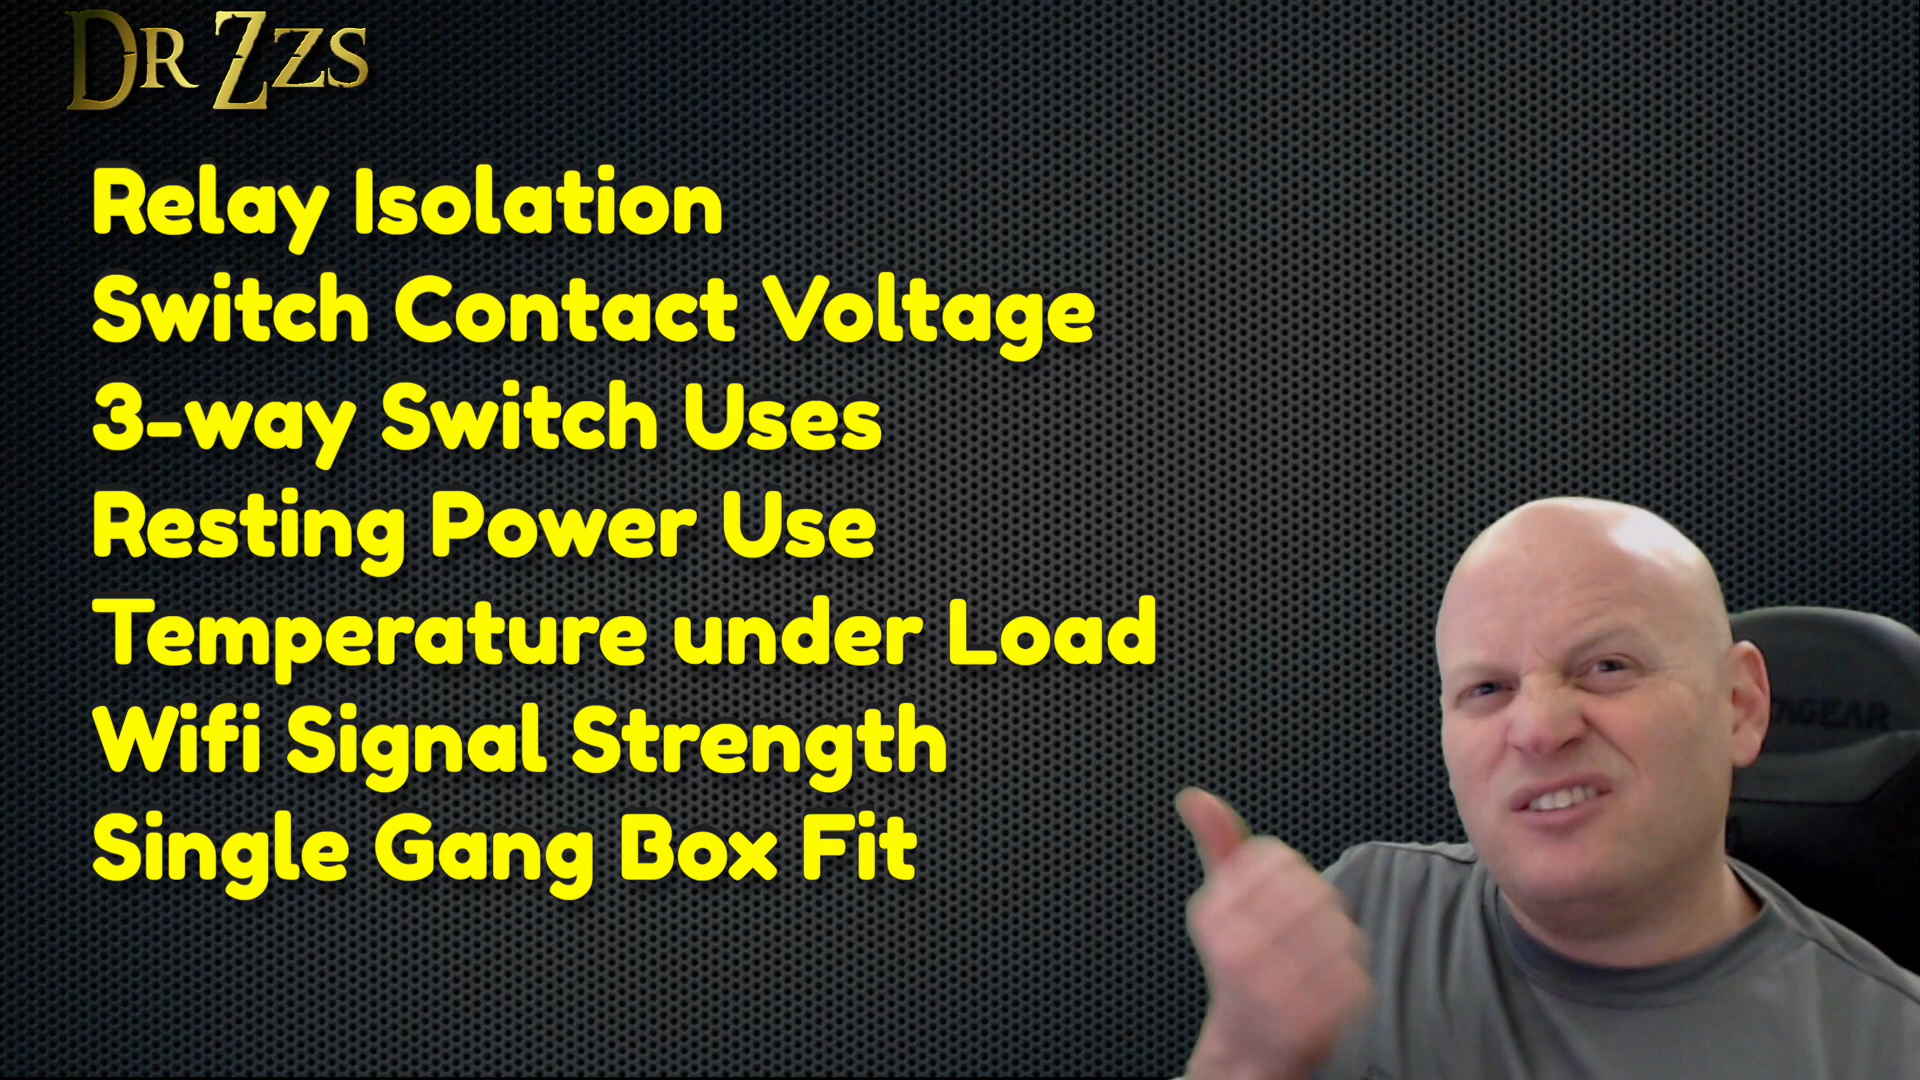 Dr Zzs
Relay Isolation
Switch Contact Voltage
3-way Switch Uses
Resting Power Use
Temperature under Load
Wifi Signal Strength
Single Gang Box Fit